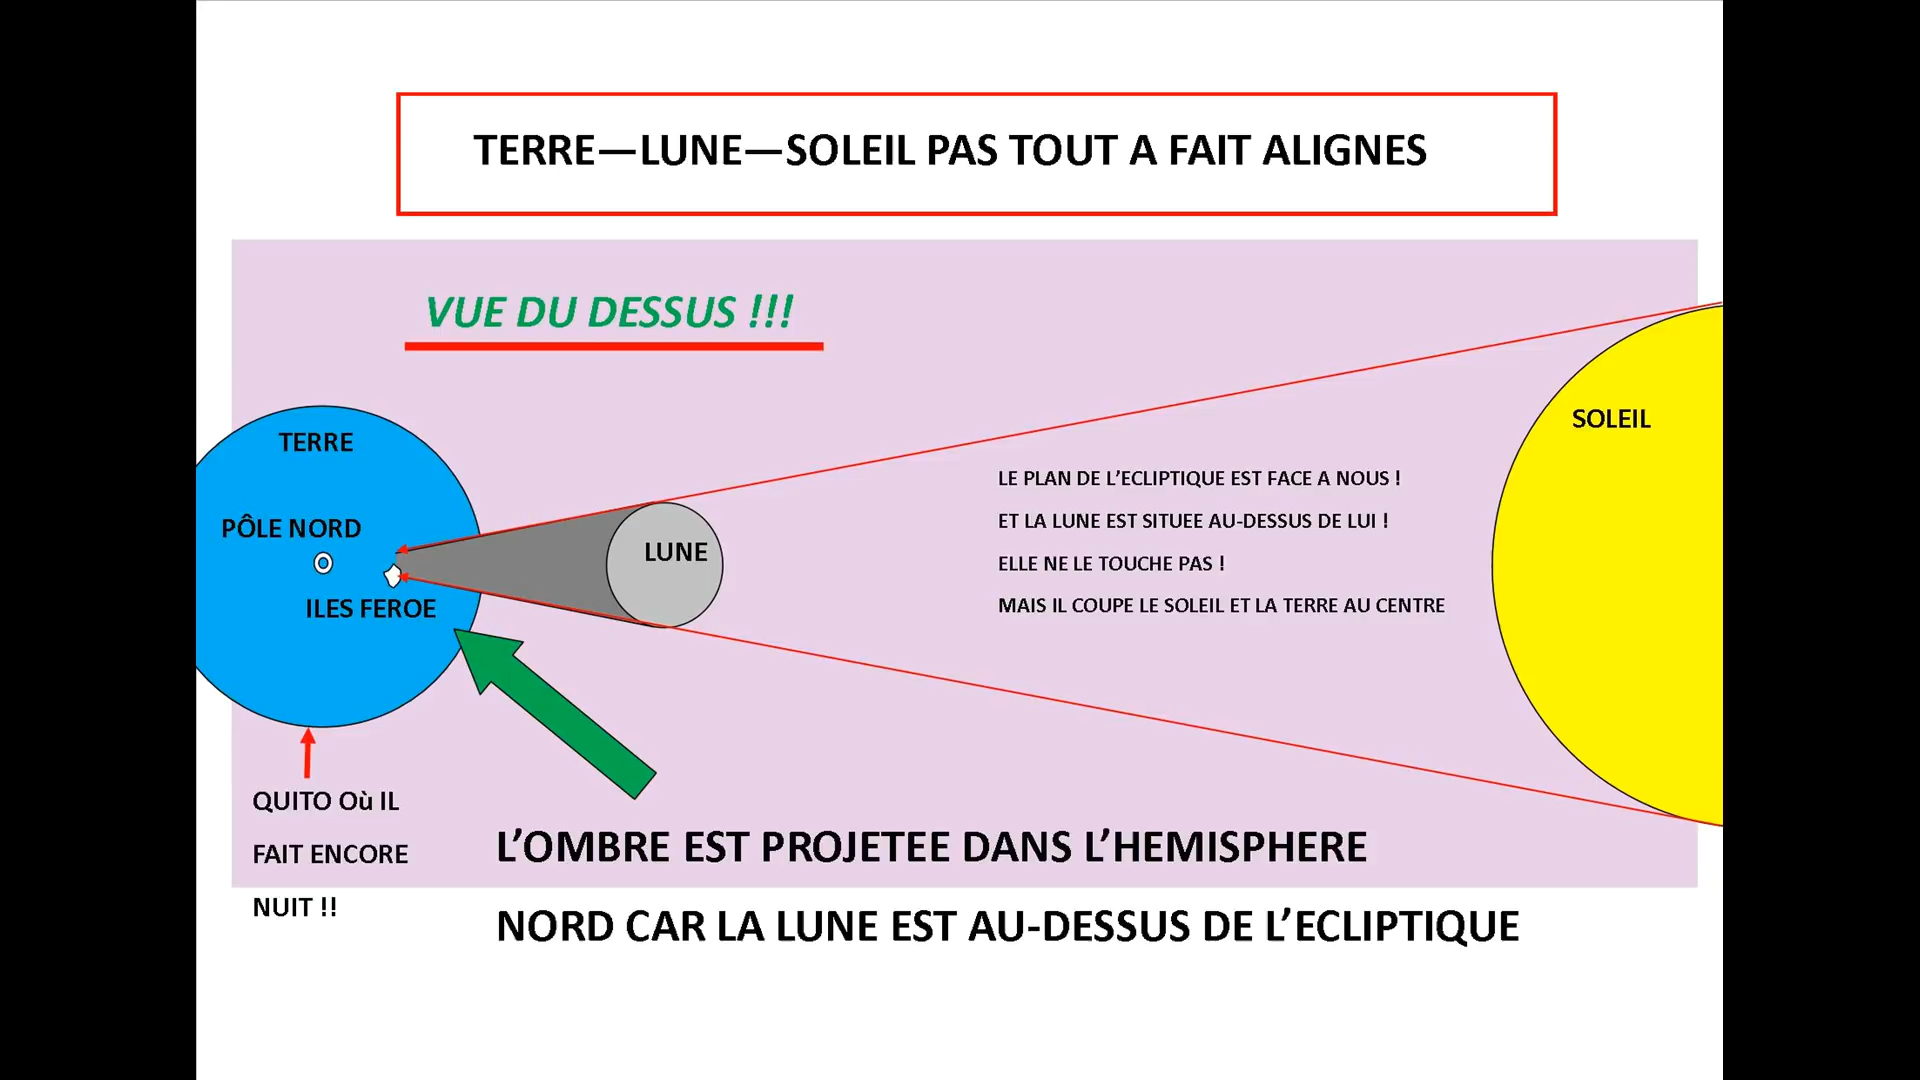 TERRE—LUNE—SOLEIL PAS TOUT A FAIT ALIGNES
VUE DU DESSUS !!!
SOLEIL
TERRE
LE PLAN DE L’ECLIPTIQUE EST FACE A NOUS !
ET LA LUNE EST SITUEE AU-DESSUS DE LUI !
PÔLE NORD
LUNE
ELLE NE LE TOUCHE PAS !
MAIS IL COUPE LE SOLEIL ET LA TERRE AU CENTRE
ILES FEROE
QUITO Où IL
FAIT ENCORE
NUIT !!
L’OMBRE EST PROJETEE DANS L’HEMISPHERE
NORD CAR LA LUNE EST AU-DESSUS DE L’ECLIPTIQUE